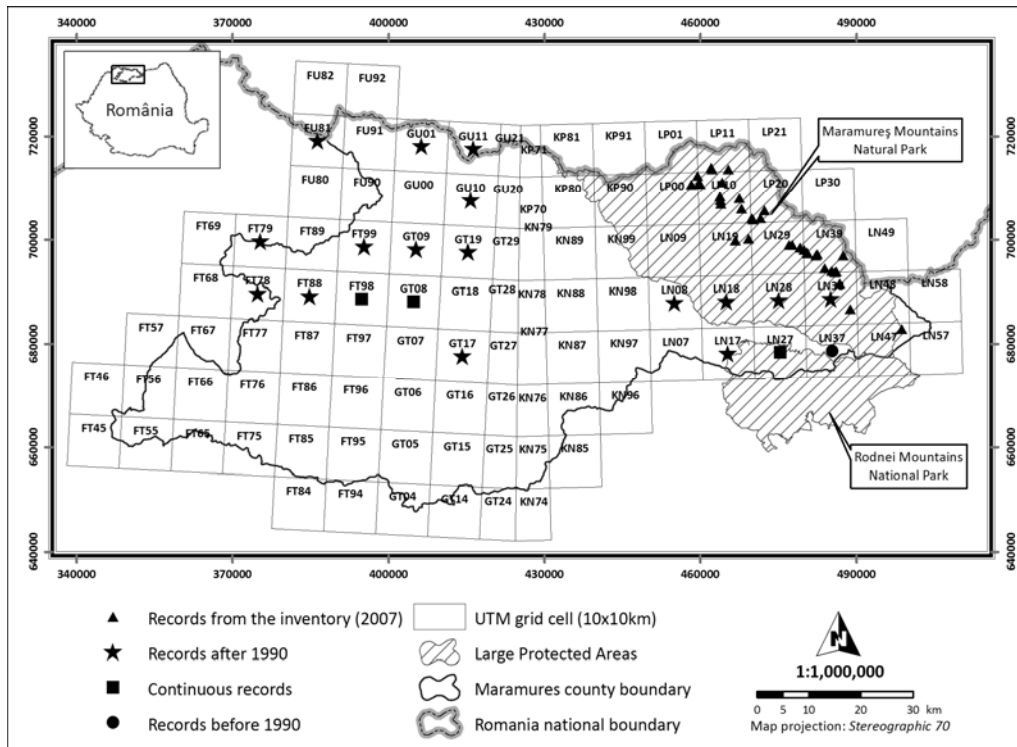 340000 370000 400000 430000 460000 490000
FU82 FU92
România
FU81 FU91 GU01 GU11 GU21 KP71 KP81 KP91 LP01 LP11 LP21
720000 720000
Maramureş Mountains
Natural Park
FU80 FU90 GU00 GU10 GU20 KP80 KP90 LP00 LP10 LP20 LP30
KP70
FT69 FT79 FT89 FT99 GT09 GT19 GT29 KN79 KN89 KN99 LN09 LN19 LN29 LN39 LN49
700000 700000
FT68 FT78 FT88 FT98 GT08 GT18 GT28 KN78 KN88 KN98 LN08 LN18 LN28 LN48 LN58
FT57 FT67 FT77 FT87 FT97 GT17 GT27 KN77 KN87 KN97 LN07 LN17 LN27 LN37 LN47 LN57
680000 680000
FT46 FT56 FT66 FT76 FT86 FT96 GT06 GT16 GT26 KN76 KN86 KN96
FT45 FT55 FT65 FT75 FT85 FT95 GT05 GT15 GT25 KN75 KN85
660000 660000
Rodnei Mountains
National Park
FT84 FT94 GT04 GT14 GT24 KN74
640000 640000
340000 370000 400000 430000 460000 490000
Records from the inventory (2007)
UTM grid cell (10x10km)
Records after 1990
Large Protected Areas
Continuous records
Maramures county boundary
Records before 1990
Romania national boundary
N
1:1,000,000
0 5 10 20 30 km
Map projection: Stereographic 70